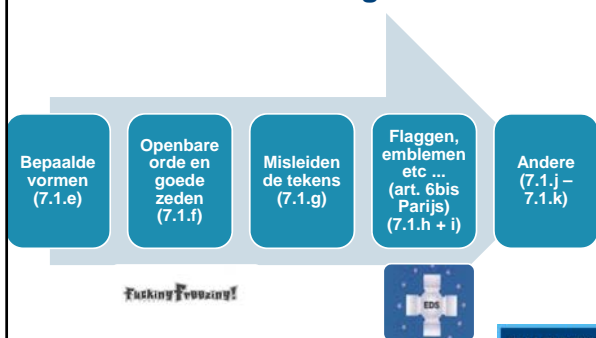 Bepaalde
vormen
(7.1.e)
Openbare
orde en
goede
zeden
(7.1.f)
Misleiden
de tekens
(7.1.g)
Flaggen,
emblemen
etc ...
(art. 6bis
Parijs)
(7.1.h + i)
Andere
(7.1.j –
7.1.k)
Fucking Freezing!
EDS